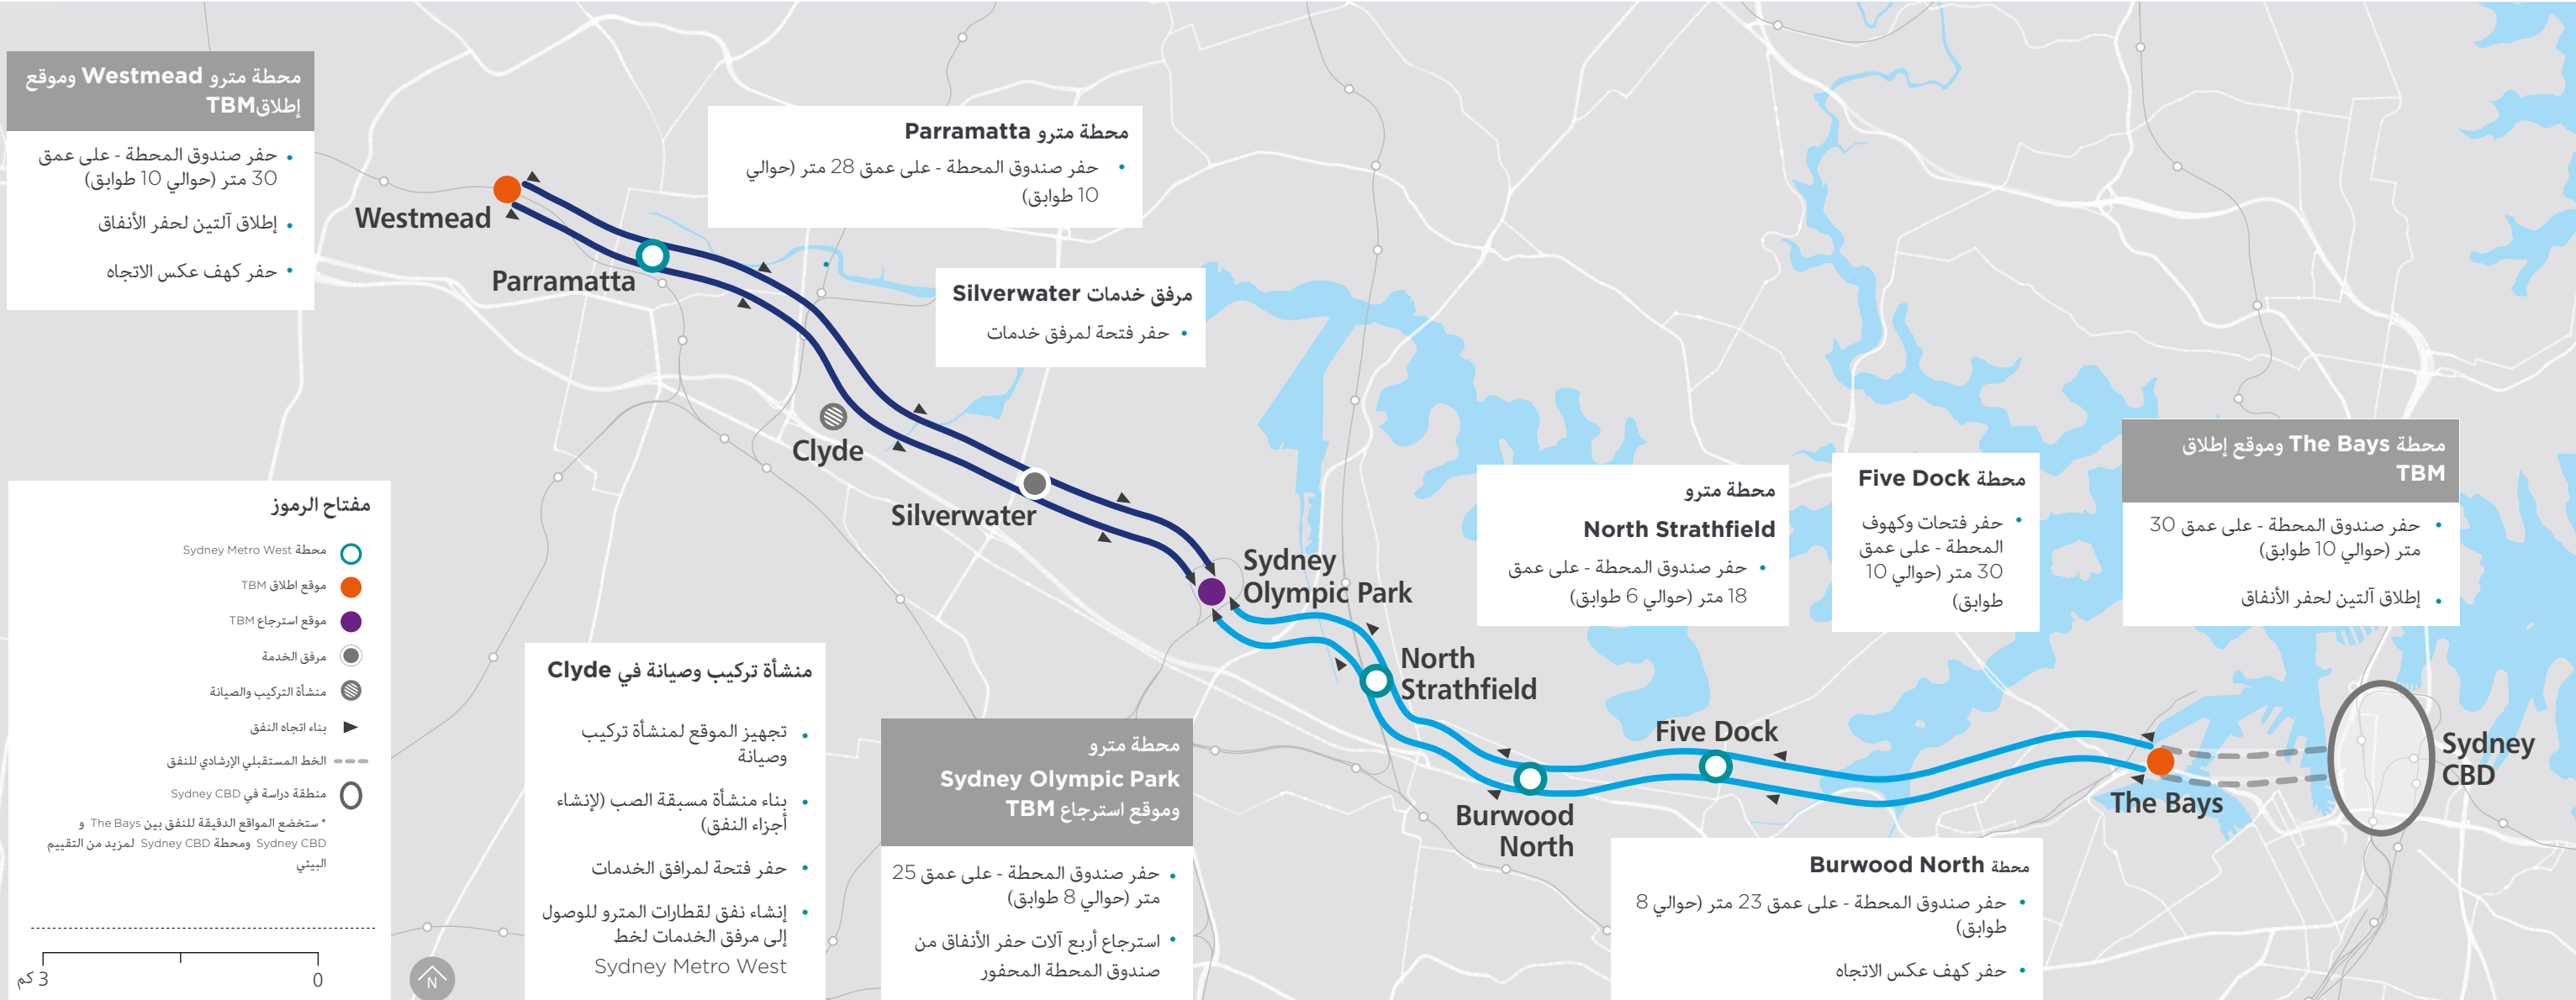 محطة مترو Westmead وموقع
إطلاقTBM
• حفر صندوق المحطة - على عمق
30 متر (حوالي 10 طوابق)
• إطلاق آلتين لحفر الأنفاق
• حفر كهف عكس الاتجاه
محطة مترو Parramatta
• حفر صندوق المحطة - على عمق 28 متر (حوالي
10 طوابق)
مرفق خدمات Silverwater
• حفر فتحة لمرفق خدمات
محطة مترو
North Strathfield
• حفر صندوق المحطة - على عمق
18 متر (حوالي 6 طوابق)
محطة Five Dock
• حفر فتحات وكهوف
المحطة - على عمق
30 متر (حوالي 10
طوابق)
محطة The Bays وموقع إطلاق
TBM
• حفر صندوق المحطة - على عمق 30
متر (حوالي 10 طوابق)
• إطلاق آلتين لحفر الأنفاق
Westmead
Parramatta
Clyde
Silverwater
Sydney
Olympic Park
North
Strathfield
Burwood
North
Five Dock
The Bays
Sydney
CBD
مفتاح الرموز
محطة Sydney Metro West
موقع اطلاق TBM
موقع استرجاع TBM
مرفق الخدمة
منشأة التركيب والصيانة
بناء اتجاه النفق
الخط المستقبلي الإرشادي للنفق
منطقة دراسة في Sydney CBD
* ستخضع المواقع الدقيقة للنفق بين The Bays و
Sydney CBD ومحطة Sydney CBD لمزيد من التقييم
البيئي
3 كم
0
N
منشأة تركيب وصيانة في Clyde
• تجهيز الموقع لمنشأة تركيب
وصيانة
• بناء منشأة مسبقة الصب (لإنشاء
أجزاء النفق)
• حفر فتحة لمرافق الخدمات
• إنشاء نفق لقطارات المترو للوصول
إلى مرفق الخدمات لخط
Sydney Metro West
محطة مترو
Sydney Olympic Park
وموقع استرجاع TBM
• حفر صندوق المحطة - على عمق 25
متر (حوالي 8 طوابق)
• استرجاع أربع آلات حفر الأنفاق من
صندوق المحطة المحفور
محطة Burwood North
• حفر صندوق المحطة - على عمق 23 متر (حوالي 8
طوابق)
• حفر كهف عكس الاتجاه